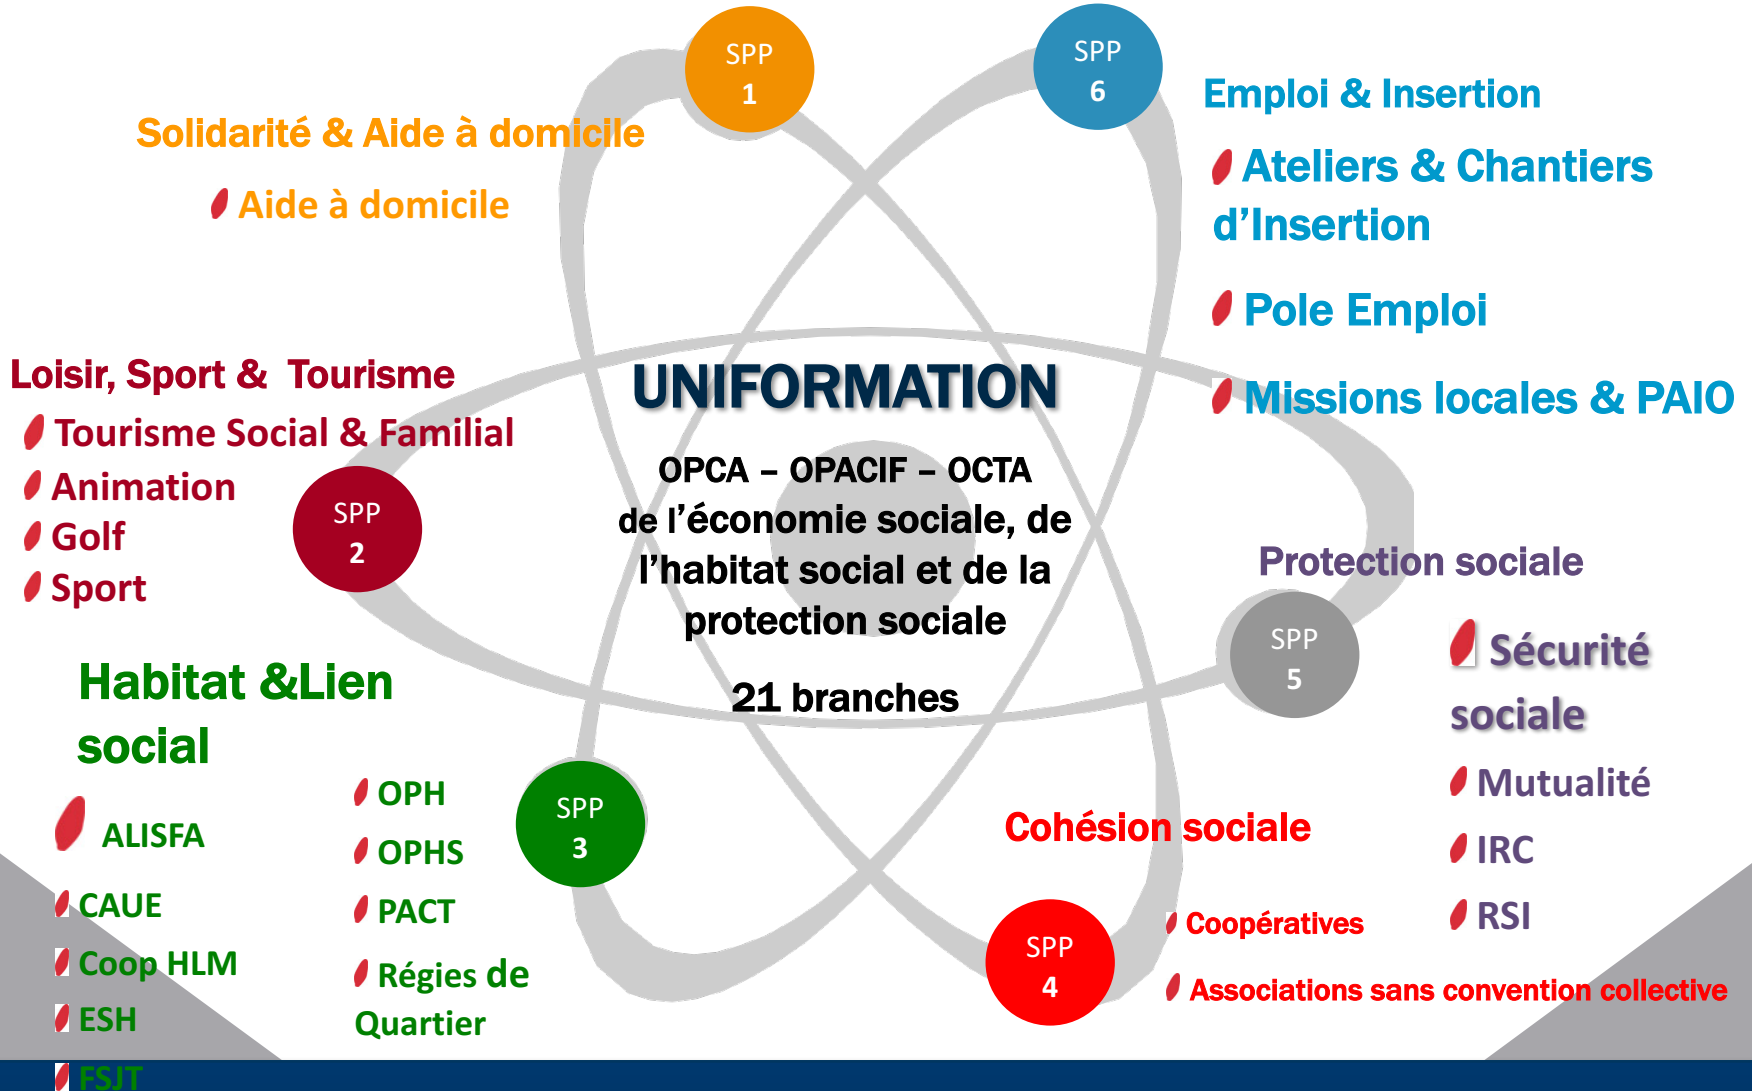 SPP
1
SPP
6
Emploi & Insertion
Ateliers & Chantiers
d’Insertion
Pole Emploi
Missions locales & PAIO
Solidarité & Aide à domicile
Aide à domicile
Loisir, Sport & Tourisme
Tourisme Social & Familial
Animation
Golf
Sport
SPP
2
UNIFORMATION
OPCA – OPACIF – OCTA
de l’économie sociale, de
l’habitat social et de la
protection sociale
21 branches
Protection sociale
SPP
5
Sécurité
sociale
Mutualité
IRC
RSI
Habitat &Lien
social
ALISFA
CAUE
Coop HLM
ESH
FSJT
OPH
OPHS
PACT
Régies de
Quartier
SPP
3
Cohésion sociale
SPP
4
Coopératives
Associations sans convention collective